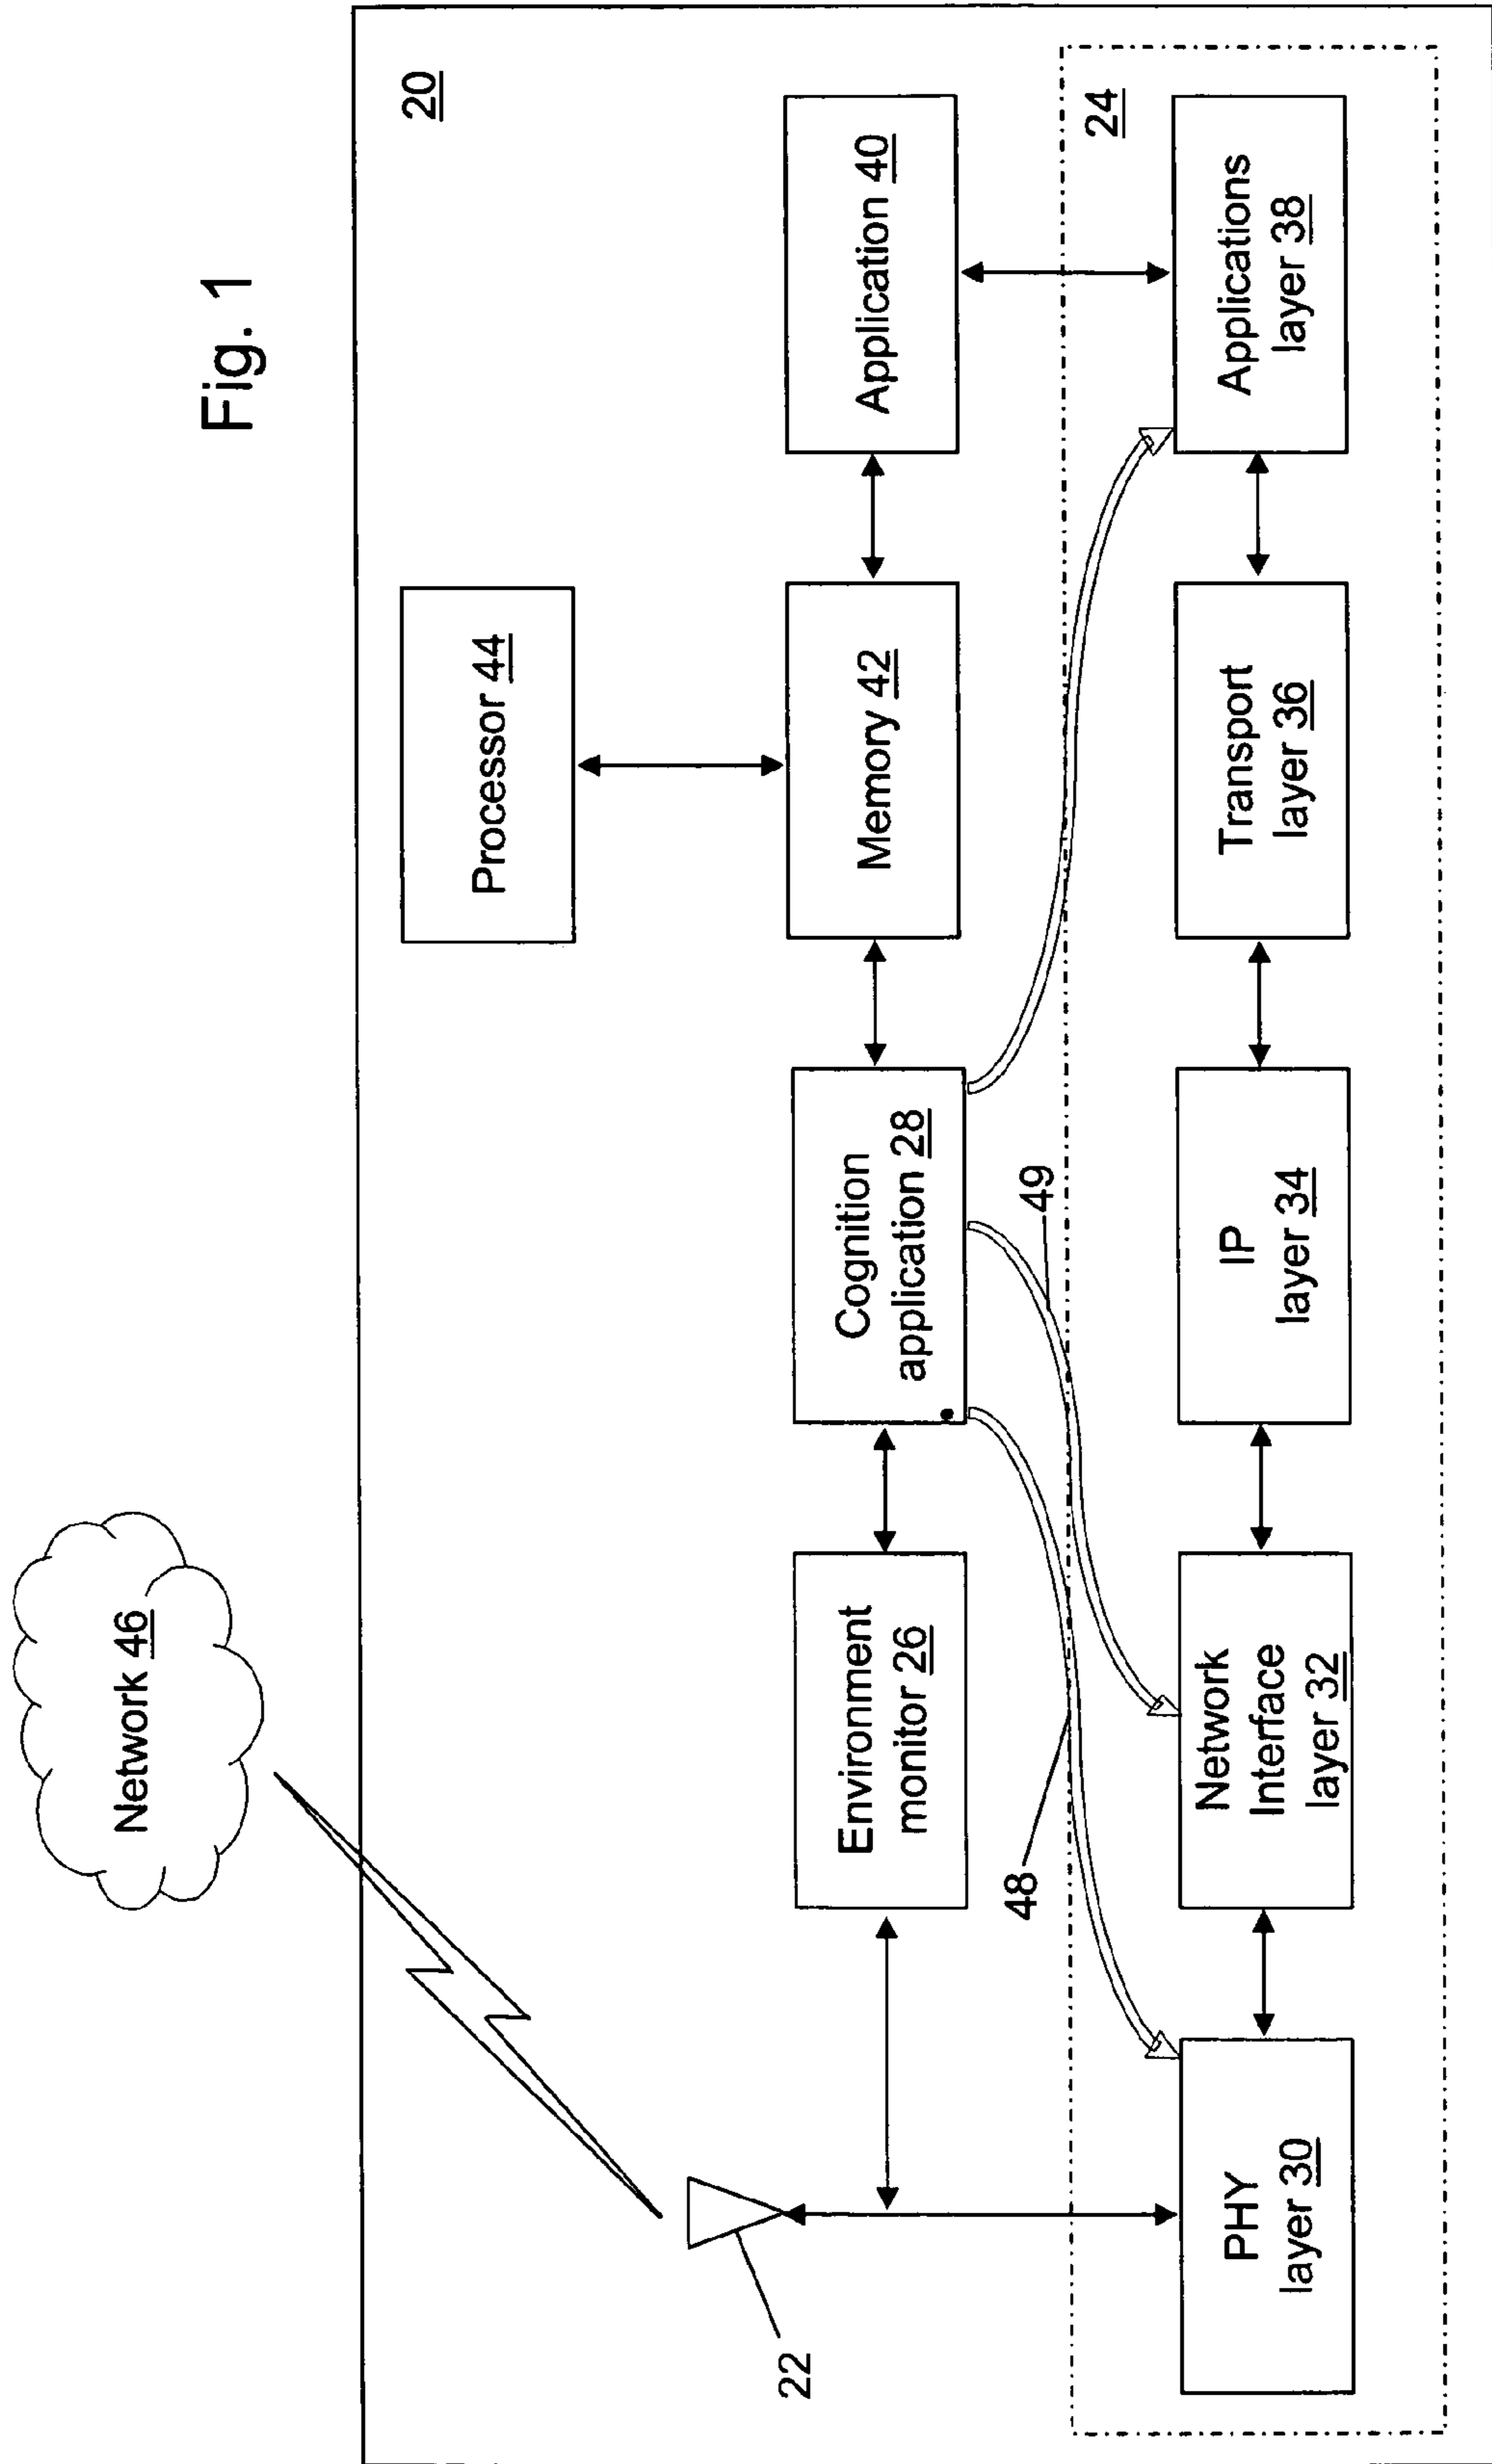 Fig. 1
Network 46
20
Processor 44
Environment
monitor 26
Cognition
application 28
Memory 42
Application 40
22
48
49
24
PHY
layer 30
Network
Interface
layer 32
IP
layer 34
Transport
layer 36
Applications
layer 38